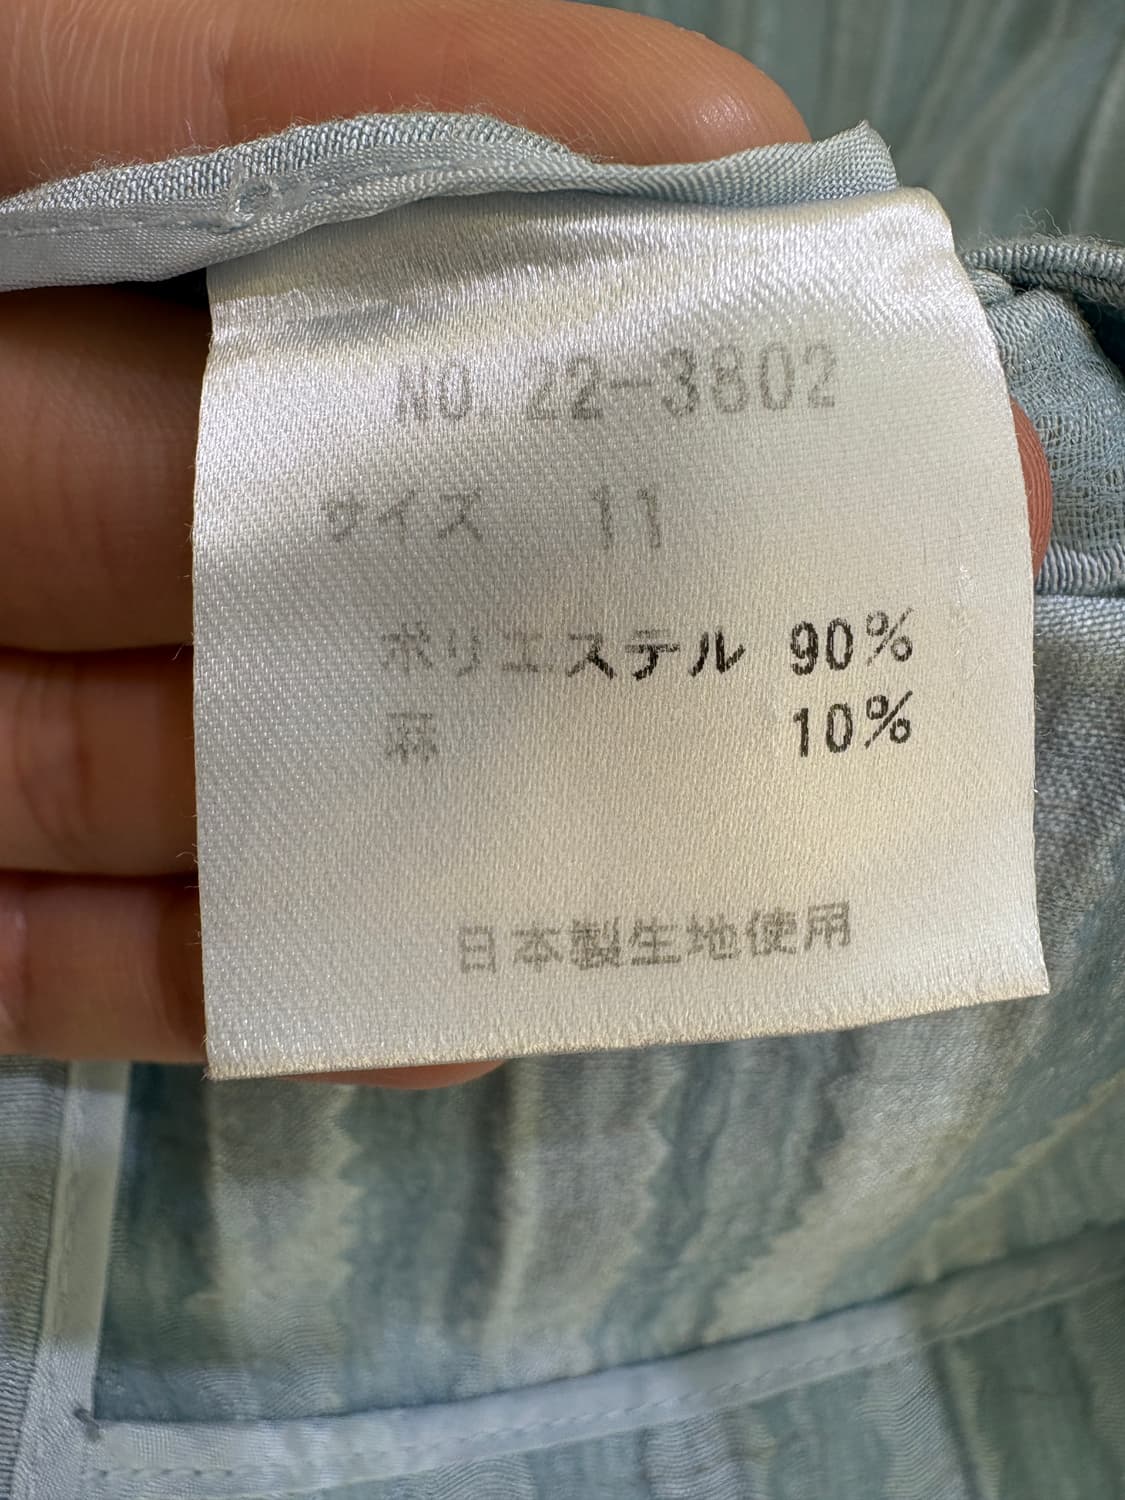 NO. 22-3802
サイズ 11
ポリエステル 90%
麻 10%
日本製生地使用